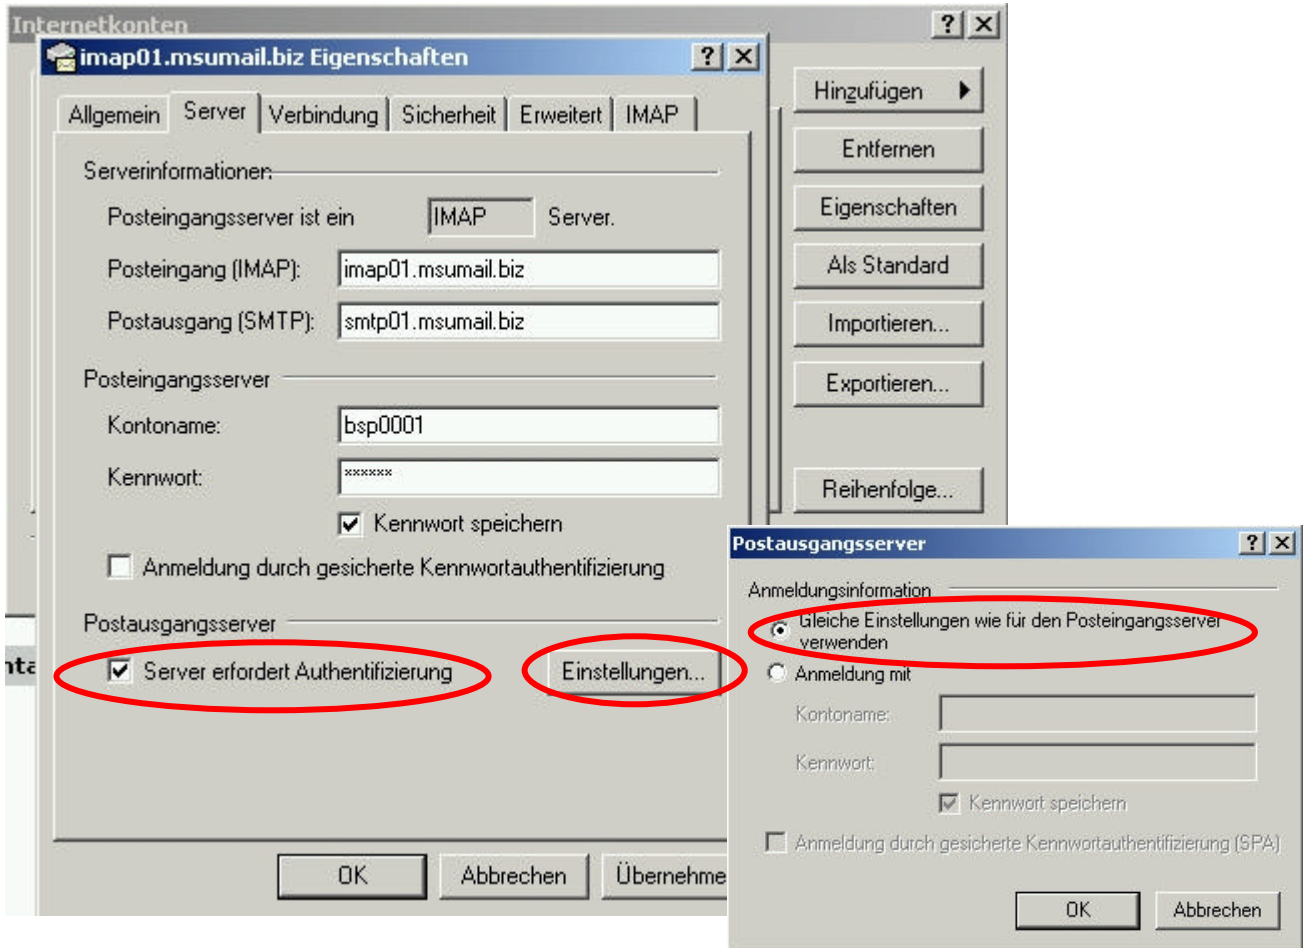 Internetkonten
imap01.msumail.biz Eigenschaften
Allgemein Server Verbindung Sicherheit Erweitert IMAP
Serverinformationen
Posteingangsserver ist ein IMAP Server.
Posteingang (IMAP): imap01.msumail.biz
Postausgang (SMTP): smtp01.msumail.biz
Posteingangsserver
Kontoname: bsp0001
Kennwort: ××××××
Kennwort speichern
Anmeldung durch gesicherte Kennwortauthentifizierung
Postausgangsserver
Server erfordert Authentifizierung Einstellungen...
OK Abbrechen Übernehme
Hinzufügen
Entfernen
Eigenschaften
Als Standard
Importieren...
Exportieren...
Reihenfolge...
nta
Postausgangsserver
Anmeldungsinformation
Gleiche Einstellungen wie für den Posteingangsserver
verwenden
Anmeldung mit
Kontoname:
Kennwort:
Kennwort speichern
Anmeldung durch gesicherte Kennwortauthentifizierung (SPA)
OK Abbrechen